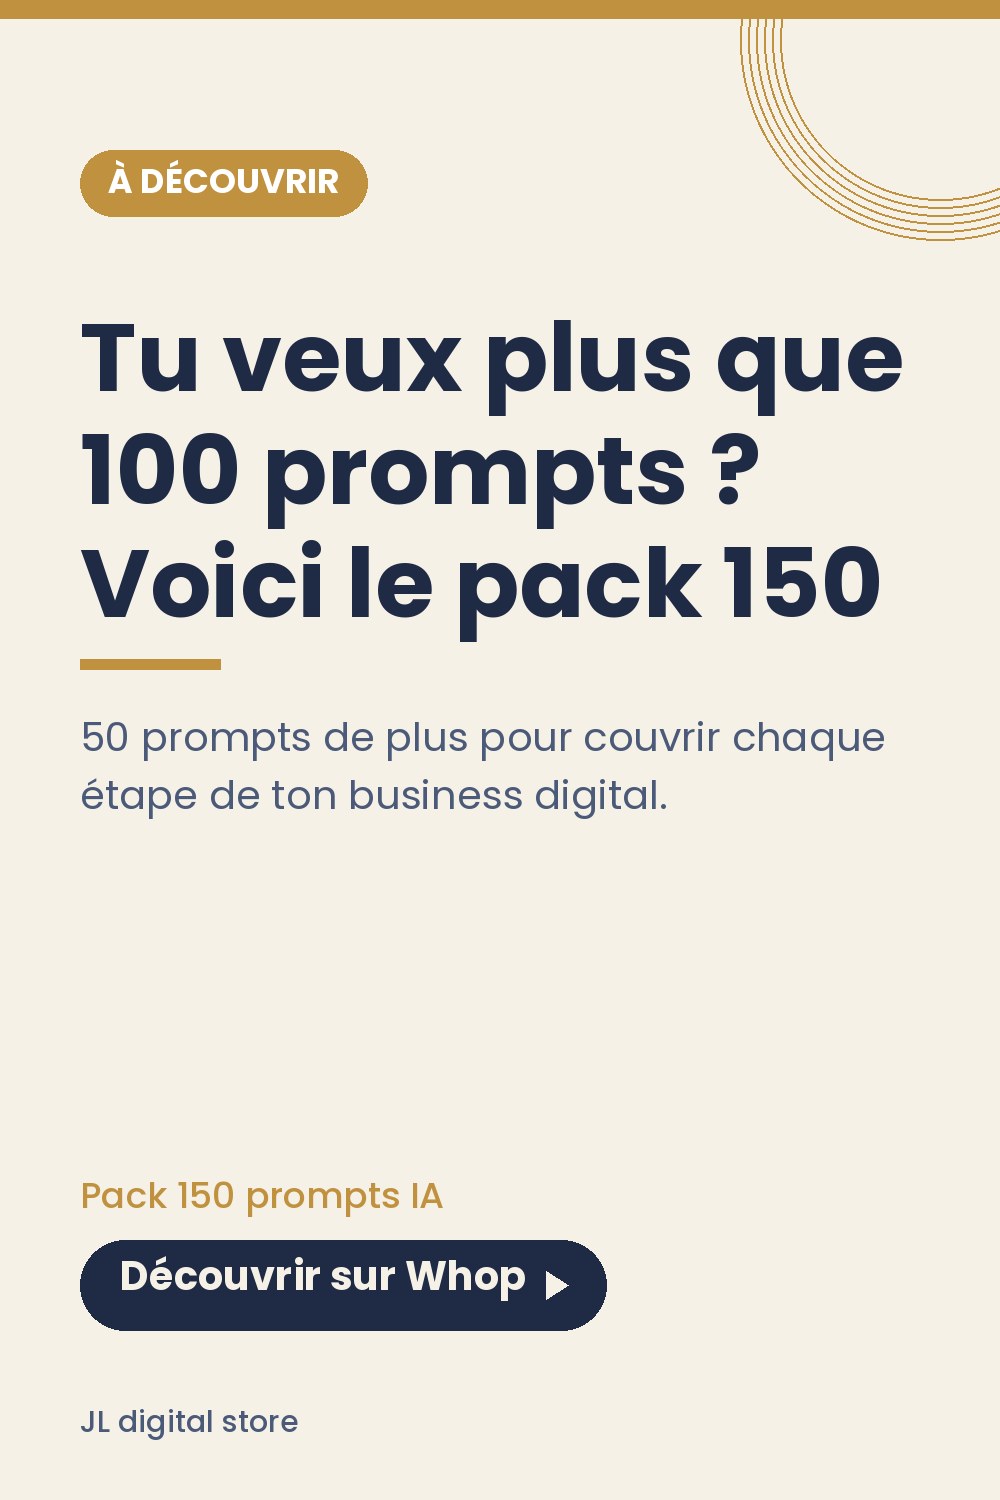 À DÉCOUVRIR
Tu veux plus que
100 prompts ?
Voici le pack 150
50 prompts de plus pour couvrir chaque
étape de ton business digital.
Pack 150 prompts IA
Découvrir sur Whop
JL digital store